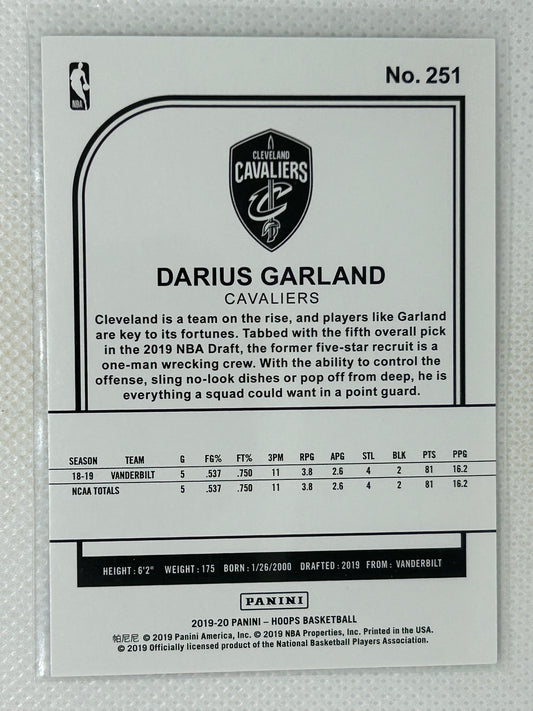 No. 251
NBA
CLEVELAND
CAVALIERS
C
DARIUS GARLAND
CAVALIERS
Cleveland is a team on the rise, and players like Garland
are key to its fortunes. Tabbed with the fifth overall pick
in the 2019 NBA Draft, the former five-star recruit is a
one-man wrecking crew. With the ability to control the
offense, sling no-look dishes or pop off from deep, he is
everything a squad could want in a point guard.
SEASON TEAM G FG% FT% 3PM RPG APG STL BLK PTS PPG
18-19 VANDERBILT 5 .537 .750 11 3.8 2.6 4 2 81 16.2
NCAA TOTALS 5 .537 .750 11 3.8 2.6 4 2 81 16.2
HEIGHT: 6'2" WEIGHT: 175 BORN: 1/26/2000 DRAFTED: 2019 FROM: VANDERBILT
PANINI
2019-20 PANINI – HOOPS BASKETBALL
帕尼尼 © 2019 Panini America, Inc. © 2019 NBA Properties, Inc. Printed in the USA.
© 2019 Officially licensed product of the National Basketball Players Association.